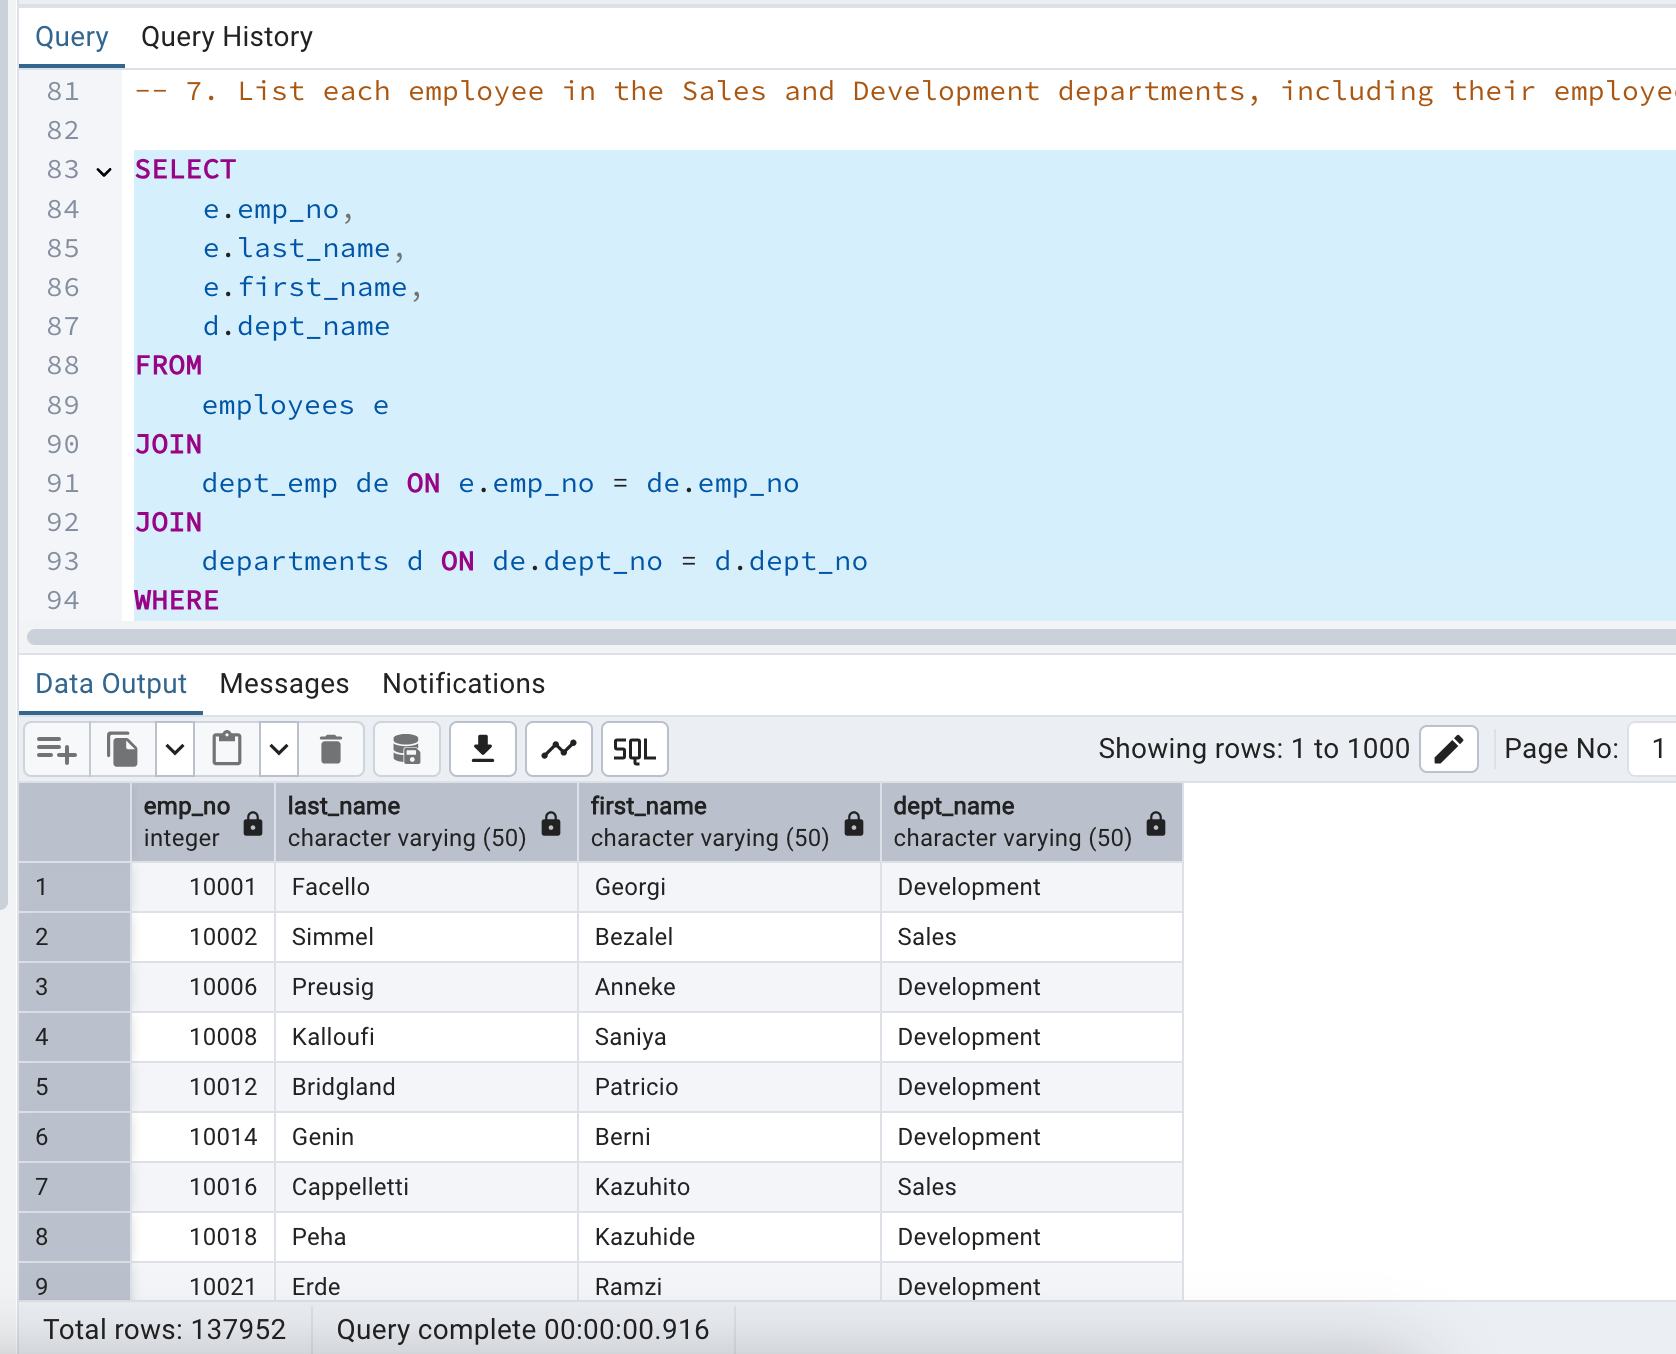 Query Query History
81 -- 7. List each employee in the Sales and Development departments, including their employe
82
83 SELECT
84 e.emp_no,
85 e.last_name,
86 e.first_name,
87 d.dept_name
88 FROM
89 employees e
90 JOIN
91 dept_emp de ON e.emp_no = de.emp_no
92 JOIN
93 departments d ON de.dept_no = d.dept_no
94 WHERE
Data Output Messages Notifications
SQL Showing rows: 1 to 1000 Page No: 1
emp_no last_name first_name dept_name
integer character varying (50) character varying (50) character varying (50)
1 10001 Facello Georgi Development
2 10002 Simmel Bezalel Sales
3 10006 Preusig Anneke Development
4 10008 Kalloufi Saniya Development
5 10012 Bridgland Patricio Development
6 10014 Genin Berni Development
7 10016 Cappelletti Kazuhito Sales
8 10018 Peha Kazuhide Development
9 10021 Erde Ramzi Development
Total rows: 137952 Query complete 00:00:00.916